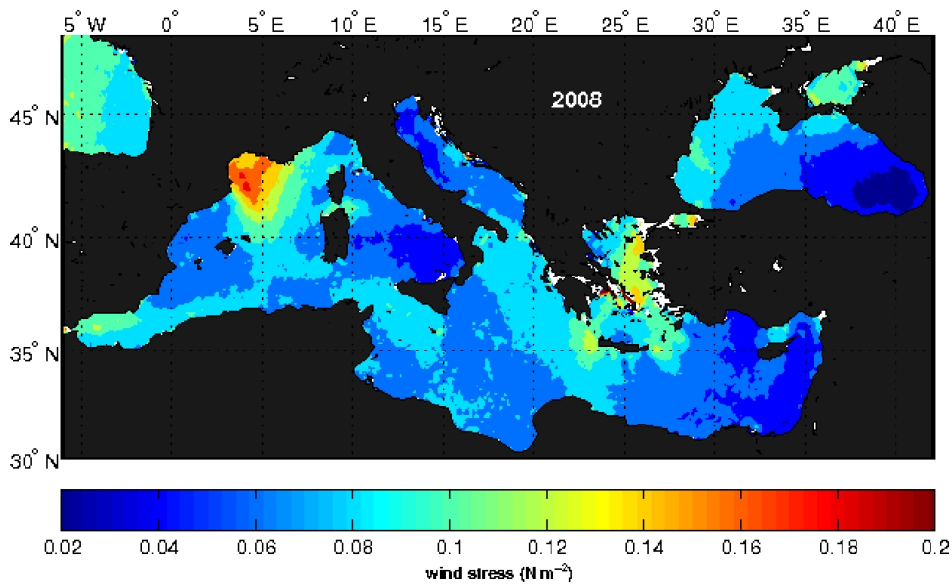 5° W 0° 5° E 10° E 15° E 20° E 25° E 30° E 35° E 40° E
2008
45° N
40° N
35° N
30° N
0.02 0.04 0.06 0.08 0.1 0.12 0.14 0.16 0.18 0.2
wind stress (N m⁻²)